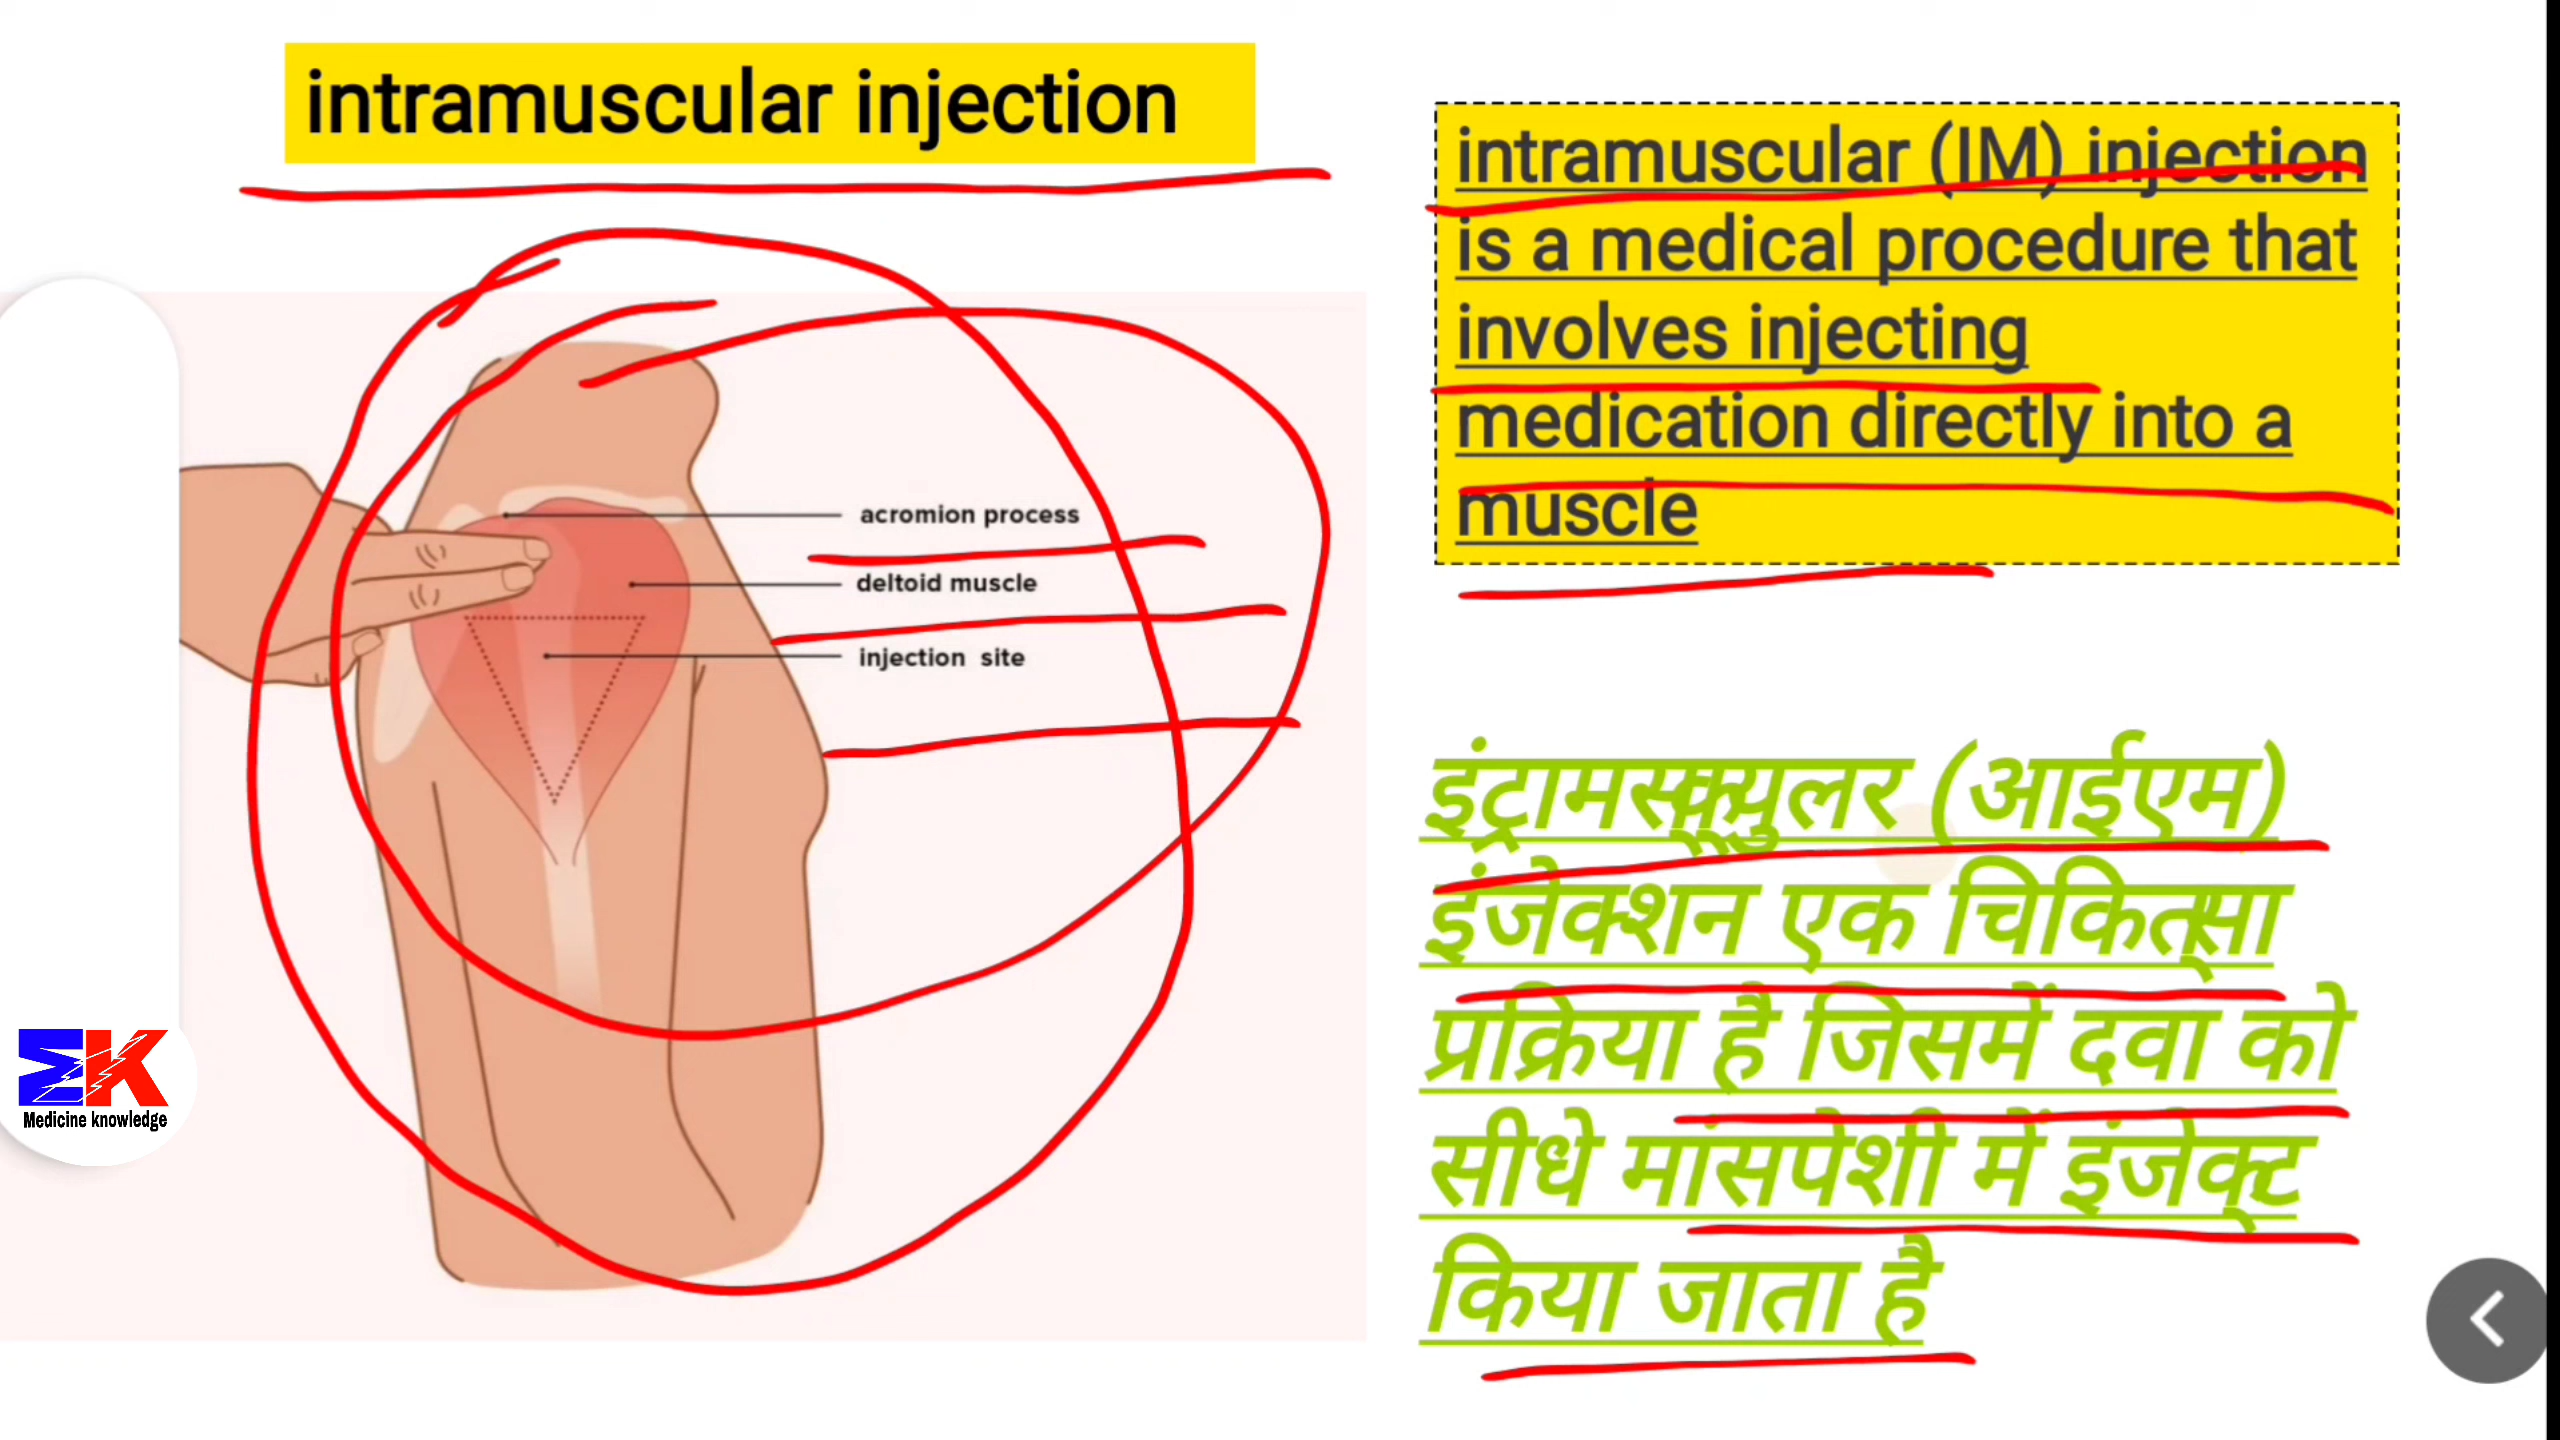 intramuscular injection
acromion process
deltoid muscle
injection site
MK
Medicine knowledge
intramuscular (IM) injection
is a medical procedure that
involves injecting
medication directly into a
muscle
इंट्रामस्क्यूलर (आईएम)
इंजेक्शन एक चिकित्सा
प्रक्रिया है जिसमें दवा को
सीधे मांसपेशी में इंजेक्ट
किया जाता है